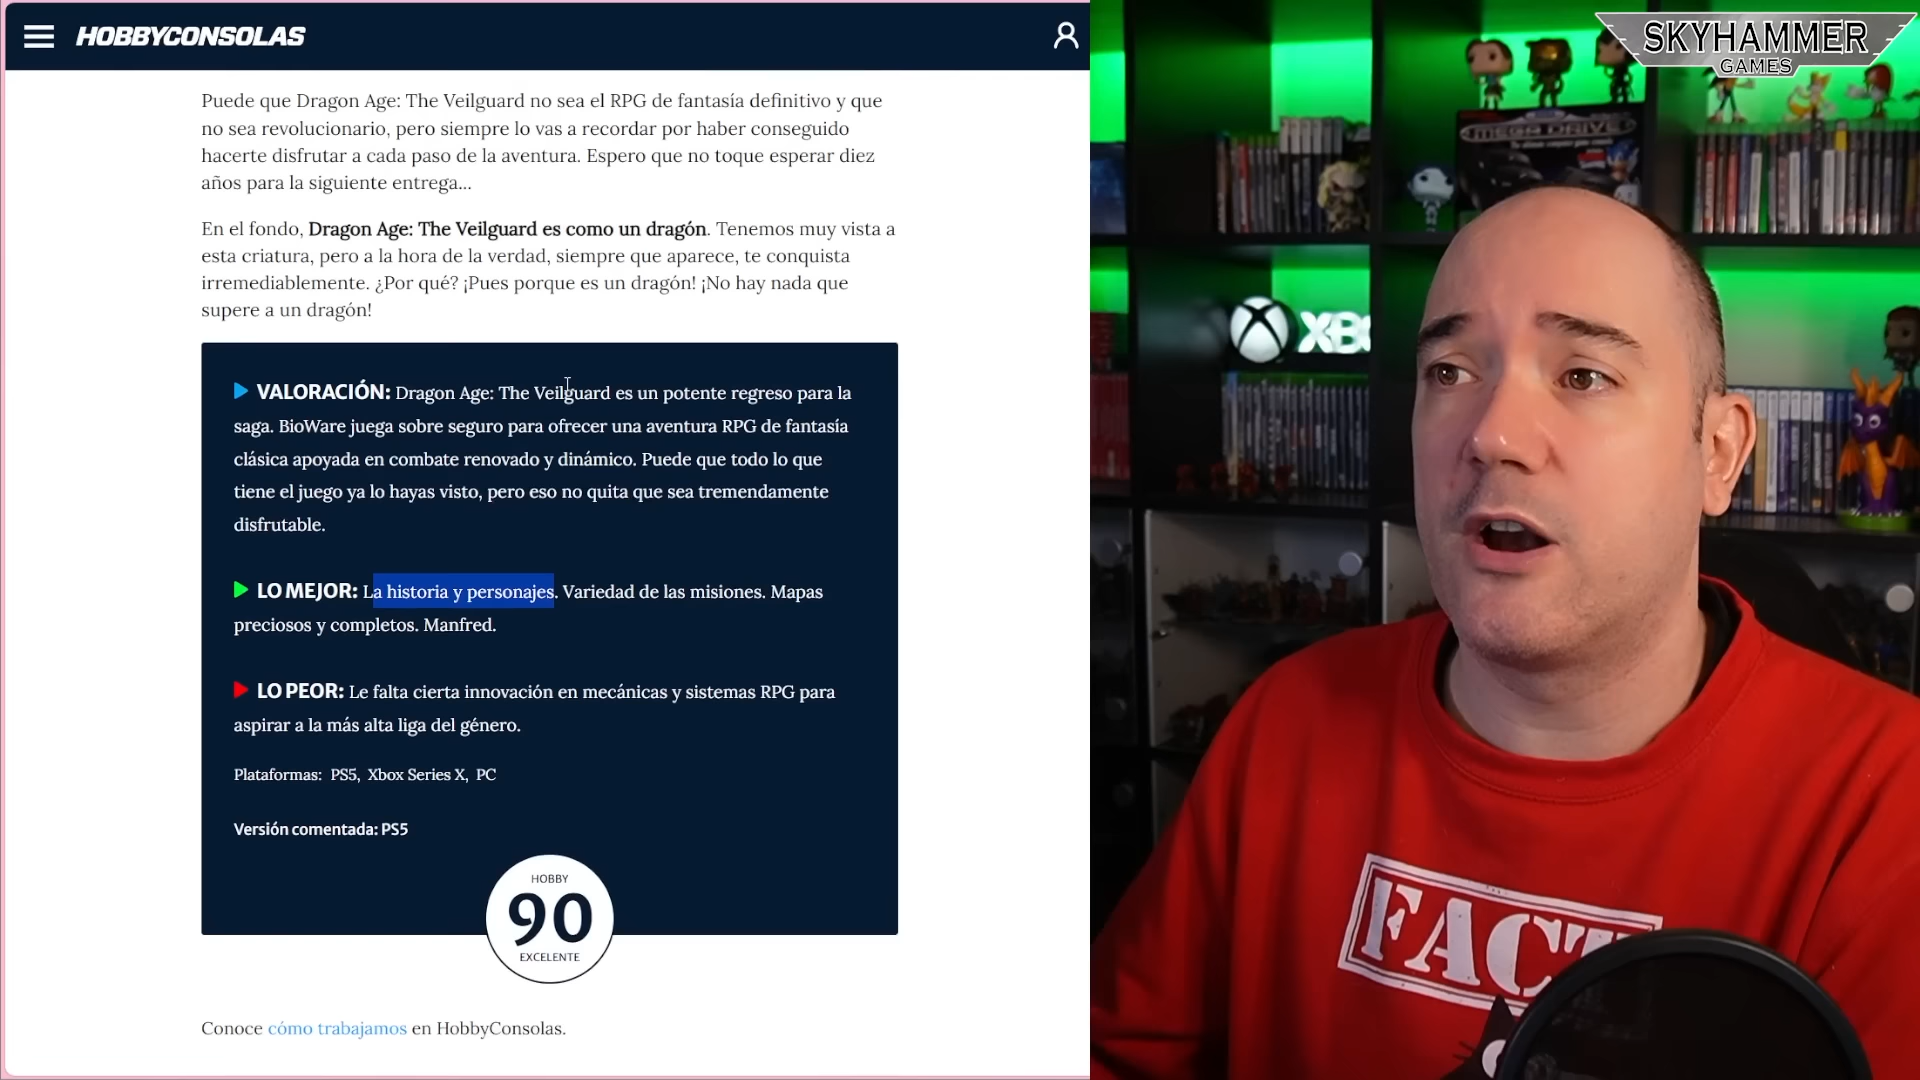 HOBBYCONSOLAS
Puede que Dragon Age: The Veilguard no sea el RPG de fantasía definitivo y que
no sea revolucionario, pero siempre lo vas a recordar por haber conseguido
hacerte disfrutar a cada paso de la aventura. Espero que no toque esperar diez
años para la siguiente entrega...
En el fondo, Dragon Age: The Veilguard es como un dragón. Tenemos muy vista a
esta criatura, pero a la hora de la verdad, siempre que aparece, te conquista
irremediablemente. ¿Por qué? ¡Pues porque es un dragón! ¡No hay nada que
supere a un dragón!
VALORACIÓN: Dragon Age: The Veilguard es un potente regreso para la
saga. BioWare juega sobre seguro para ofrecer una aventura RPG de fantasía
clásica apoyada en combate renovado y dinámico. Puede que todo lo que
tiene el juego ya lo hayas visto, pero eso no quita que sea tremendamente
disfrutable.
LO MEJOR: La historia y personajes. Variedad de las misiones. Mapas
preciosos y completos. Manfred.
LO PEOR: Le falta cierta innovación en mecánicas y sistemas RPG para
aspirar a la más alta liga del género.
Plataformas: PS5, Xbox Series X, PC
Versión comentada: PS5
HOBBY
90
EXCELENTE
Conoce cómo trabajamos en HobbyConsolas.
SKYHAMMER
GAMES
MEGA DRIVE
XBO
FACT